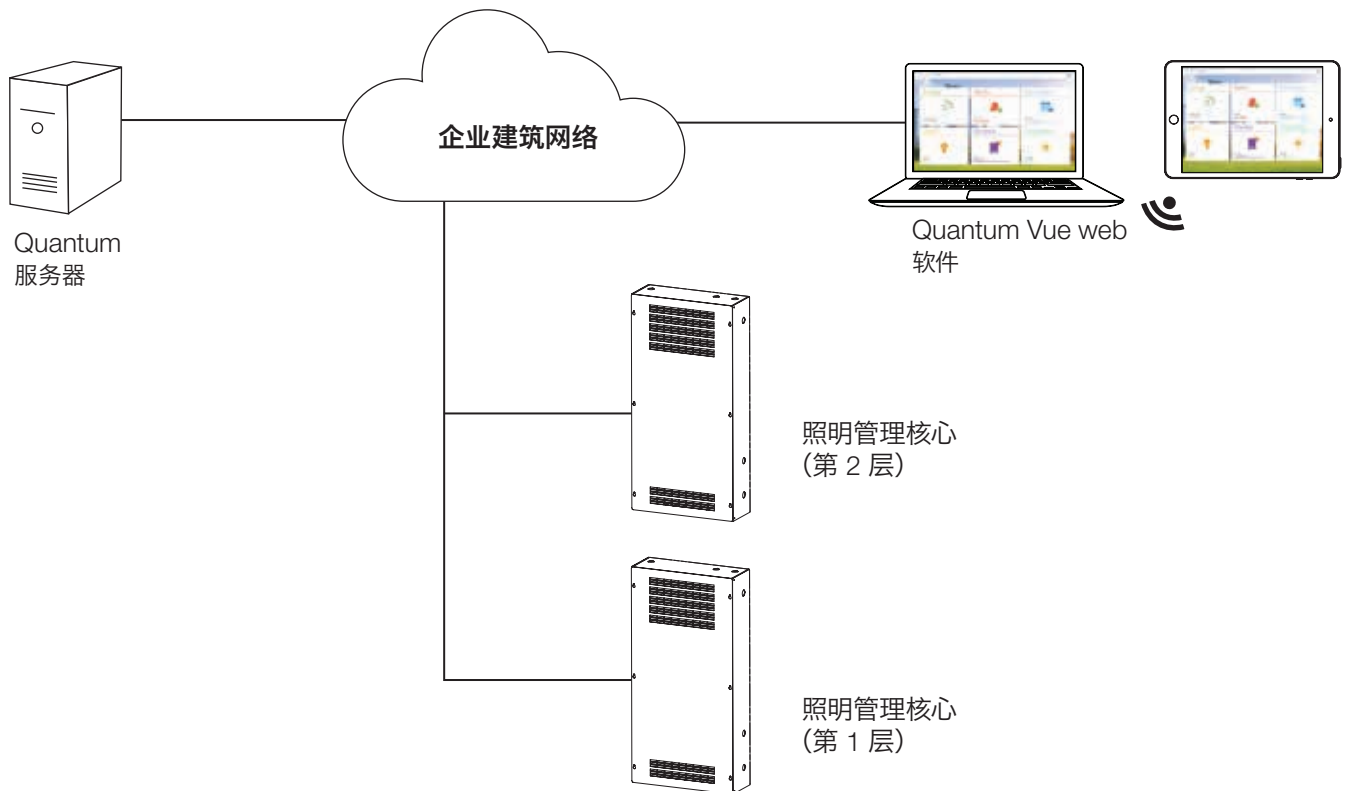 企业建筑网络
Quantum
服务器
Quantum Vue web
软件
照明管理核心
(第 2 层)
照明管理核心
(第 1 层)